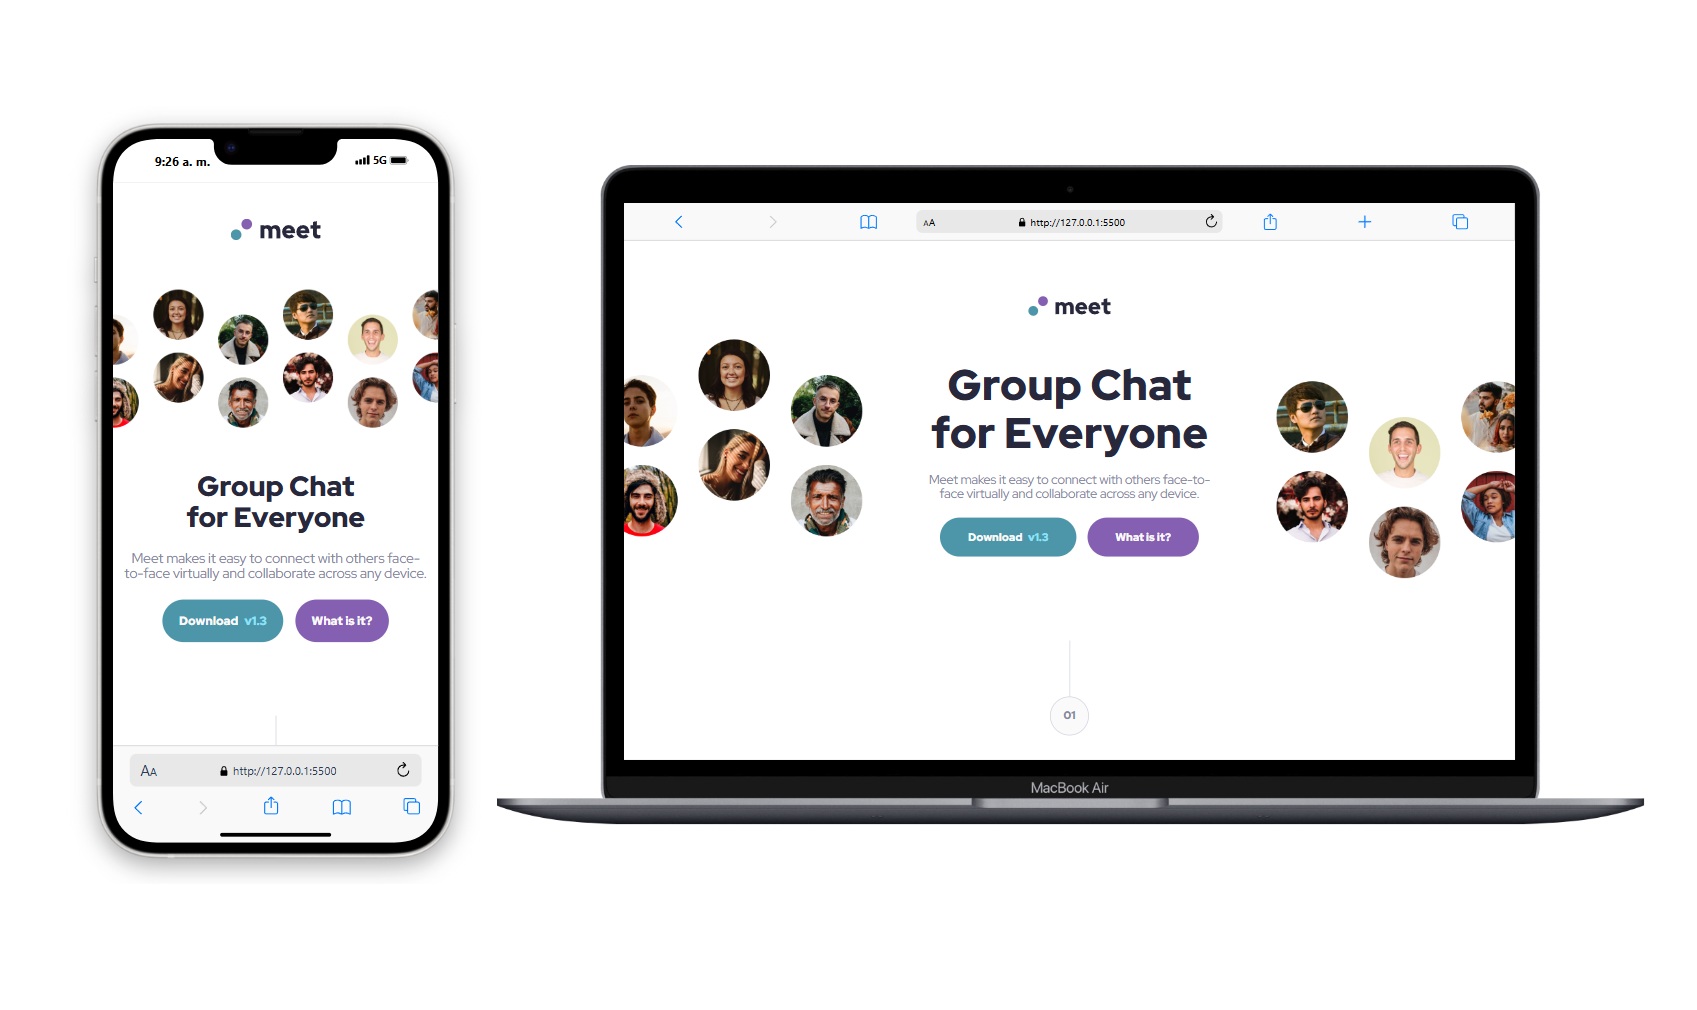 9:26 a. m.
5G
meet
Group Chat
for Everyone
Meet makes it easy to connect with others face-
to-face virtually and collaborate across any device.
Download v1.3
What is it?
AA
http://127.0.0.1:5500
AA
http://127.0.0.1:5500
meet
Group Chat
for Everyone
Meet makes it easy to connect with others face-to-
face virtually and collaborate across any device.
Download v1.3
What is it?
01
MacBook Air